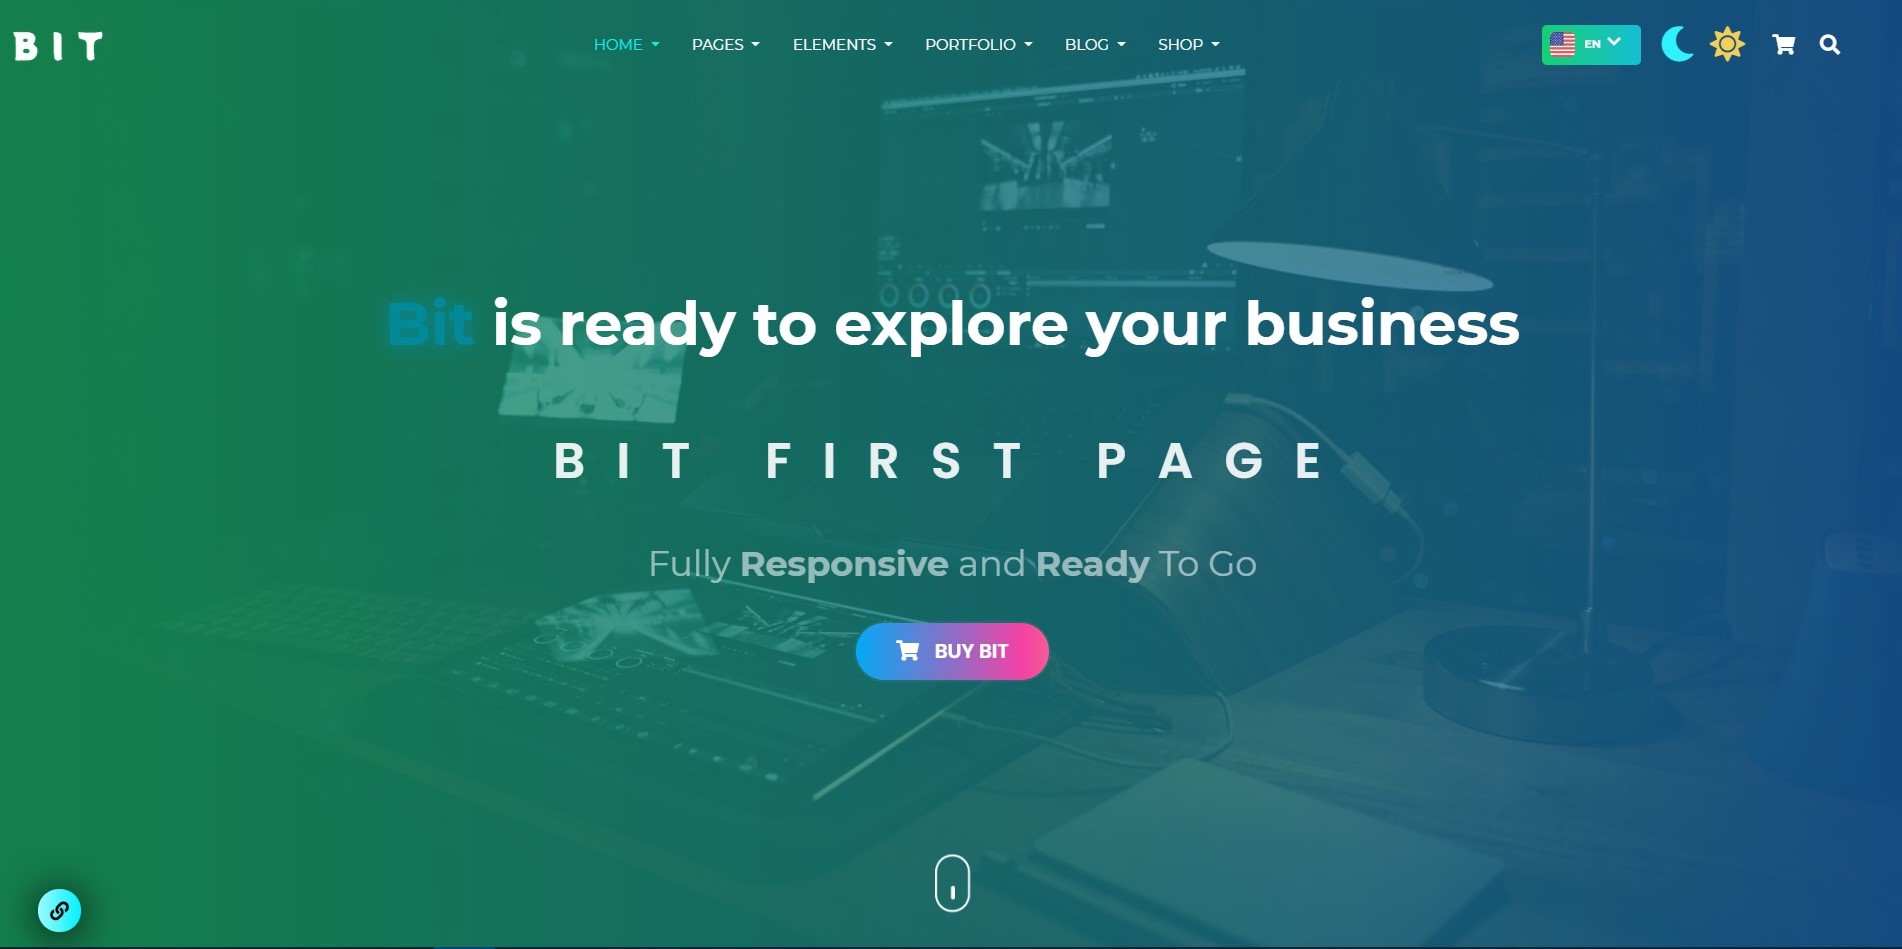 BIT
HOME PAGES ELEMENTS PORTFOLIO BLOG SHOP
EN
Bit is ready to explore your business
BIT FIRST PAGE
Fully Responsive and Ready To Go
BUY BIT